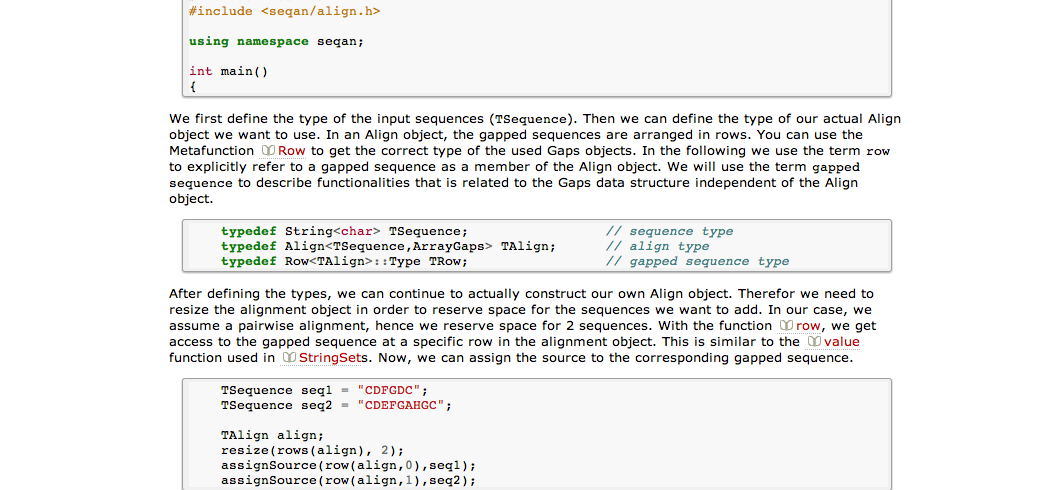 #include <seqan/align.h>
using namespace seqan;
int main()
{
We first define the type of the input sequences (TSequence). Then we can define the type of our actual Align
object we want to use. In an Align object, the gapped sequences are arranged in rows. You can use the
Metafunction Row to get the correct type of the used Gaps objects. In the following we use the term row
to explicitly refer to a gapped sequence as a member of the Align object. We will use the term gapped
sequence to describe functionalities that is related to the Gaps data structure independent of the Align
object.
typedef String<char> TSequence; // sequence type
typedef Align<TSequence,ArrayGaps> TAlign; // align type
typedef Row<TAlign>::Type TRow; // gapped sequence type
After defining the types, we can continue to actually construct our own Align object. Therefor we need to
resize the alignment object in order to reserve space for the sequences we want to add. In our case, we
assume a pairwise alignment, hence we reserve space for 2 sequences. With the function row, we get
access to the gapped sequence at a specific row in the alignment object. This is similar to the value
function used in StringSets. Now, we can assign the source to the corresponding gapped sequence.
TSequence seq1 = "CDFGDC";
TSequence seq2 = "CDEFGAHGC";
TAlign align;
resize(rows(align), 2);
assignSource(row(align,0),seq1);
assignSource(row(align,1),seq2);